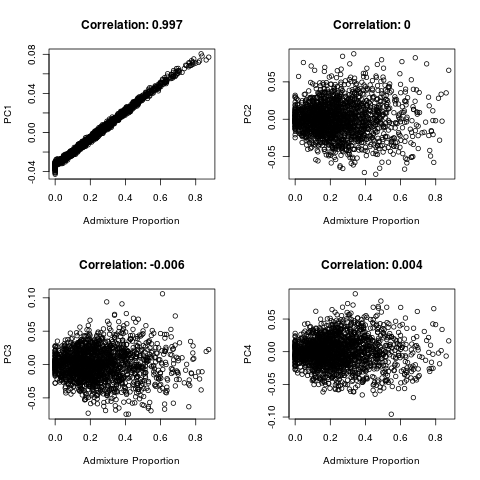 Correlation: 0.997
PC1
0.08
0.04
0.00
-0.04
0.0 0.2 0.4 0.6 0.8
Admixture Proportion
Correlation: 0
PC2
0.05
0.00
-0.05
0.0 0.2 0.4 0.6 0.8
Admixture Proportion
Correlation: -0.006
PC3
0.10
0.05
0.00
-0.05
0.0 0.2 0.4 0.6 0.8
Admixture Proportion
Correlation: 0.004
PC4
0.05
0.00
-0.05
-0.10
0.0 0.2 0.4 0.6 0.8
Admixture Proportion